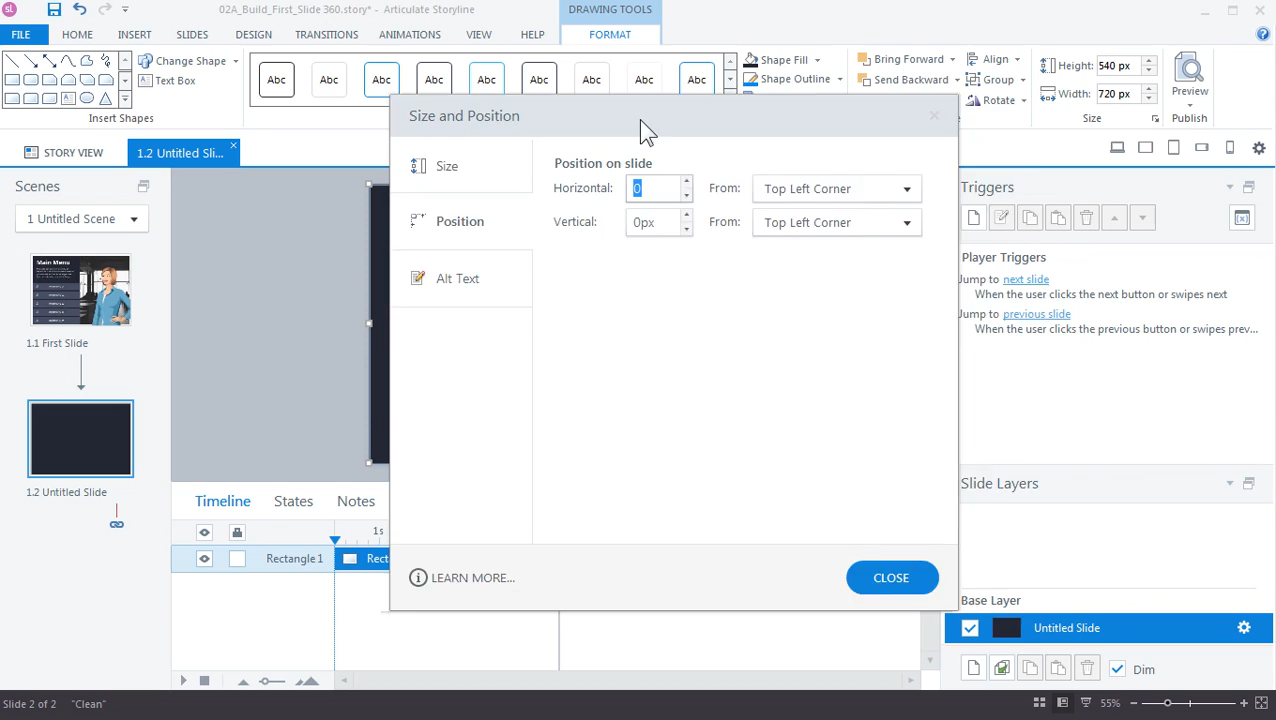 sl
02A_Build_First_Slide 360.story* - Articulate Storyline
DRAWING TOOLS
FILE HOME INSERT SLIDES DESIGN TRANSITIONS ANIMATIONS VIEW HELP FORMAT
Change Shape
Text Box
Insert Shapes
Abc Abc Abc Abc Abc Abc Abc Abc Abc
Shape Fill
Shape Outline
Bring Forward
Send Backward
Align
Group
Rotate
Height: 540 px
Width: 720 px
Size
Preview
Publish
STORY VIEW
1.2 Untitled Sli...
Scenes
1 Untitled Scene
Main Menu
1.1 First Slide
1.2 Untitled Slide
Size and Position
Size
Position
Alt Text
Position on slide
Horizontal: 0 From: Top Left Corner
Vertical: 0px From: Top Left Corner
LEARN MORE...
CLOSE
Timeline States Notes
1s
Rectangle 1
Rect
Triggers
Player Triggers
Jump to next slide
When the user clicks the next button or swipes next
Jump to previous slide
When the user clicks the previous button or swipes prev...
Slide Layers
Base Layer
Untitled Slide
Dim
Slide 2 of 2 "Clean"
55%